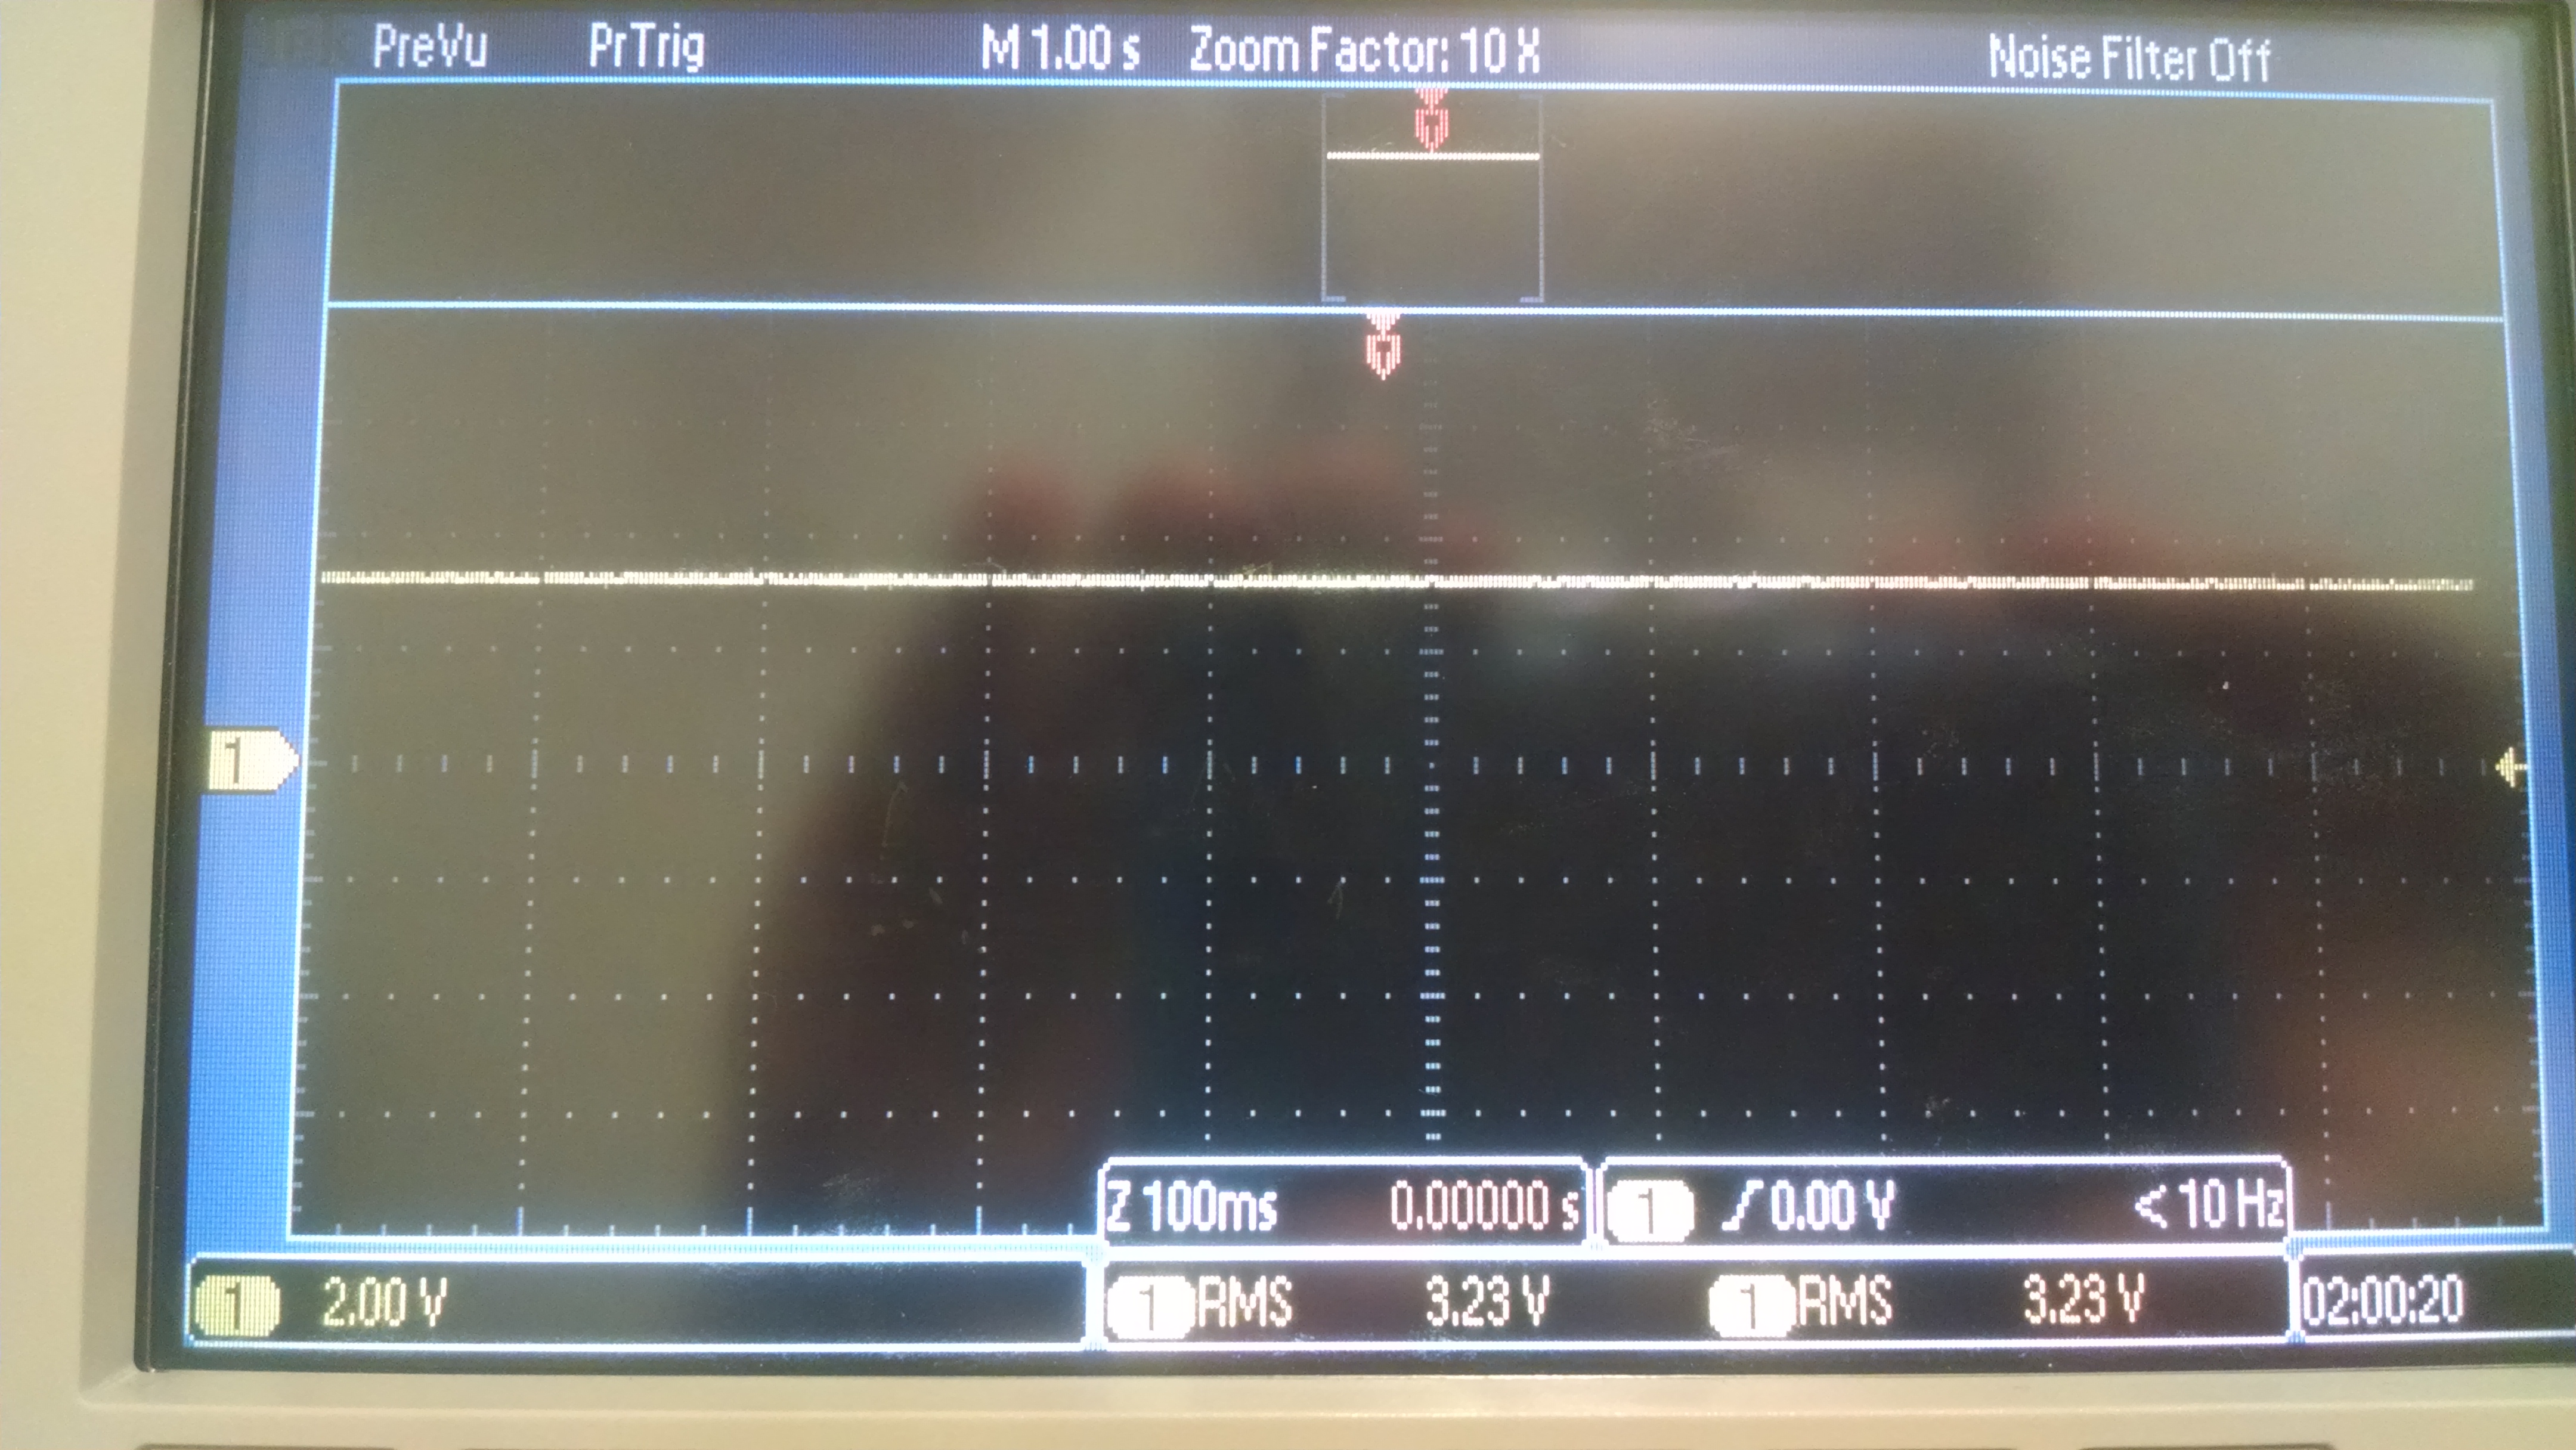 PreVu PrTrig M 1.00 s Zoom Factor: 10 X Noise Filter Off
1
Z 100ms 0.00000 s 1 0.00 V < 10 Hz
1 2.00 V 1 RMS 3.23 V 1 RMS 3.23 V 02:00:20